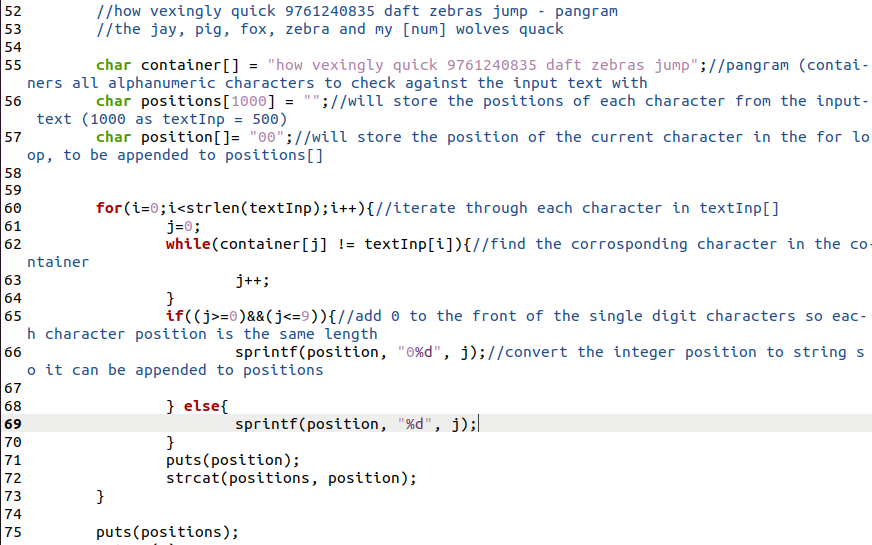 52 //how vexingly quick 9761240835 daft zebras jump - pangram
53 //the jay, pig, fox, zebra and my [num] wolves quack
54
55 char container[] = "how vexingly quick 9761240835 daft zebras jump";//pangram (contai-
ners all alphanumeric characters to check against the input text with
56 char positions[1000] = "";//will store the positions of each character from the input-
text (1000 as textInp = 500)
57 char position[]= "00";//will store the position of the current character in the for lo
op, to be appended to positions[]
58
59
60 for(i=0;i<strlen(textInp);i++){//iterate through each character in textInp[]
61 j=0;
62 while(container[j] != textInp[i]){//find the corrosponding character in the co-
ntainer
63 j++;
64 }
65 if((j>=0)&&(j<=9)){//add 0 to the front of the single digit characters so eac-
h character position is the same length
66 sprintf(position, "0%d", j);//convert the integer position to string s
o it can be appended to positions
67
68 } else{
69 sprintf(position, "%d", j);
70 }
71 puts(position);
72 strcat(positions, position);
73 }
74
75 puts(positions);